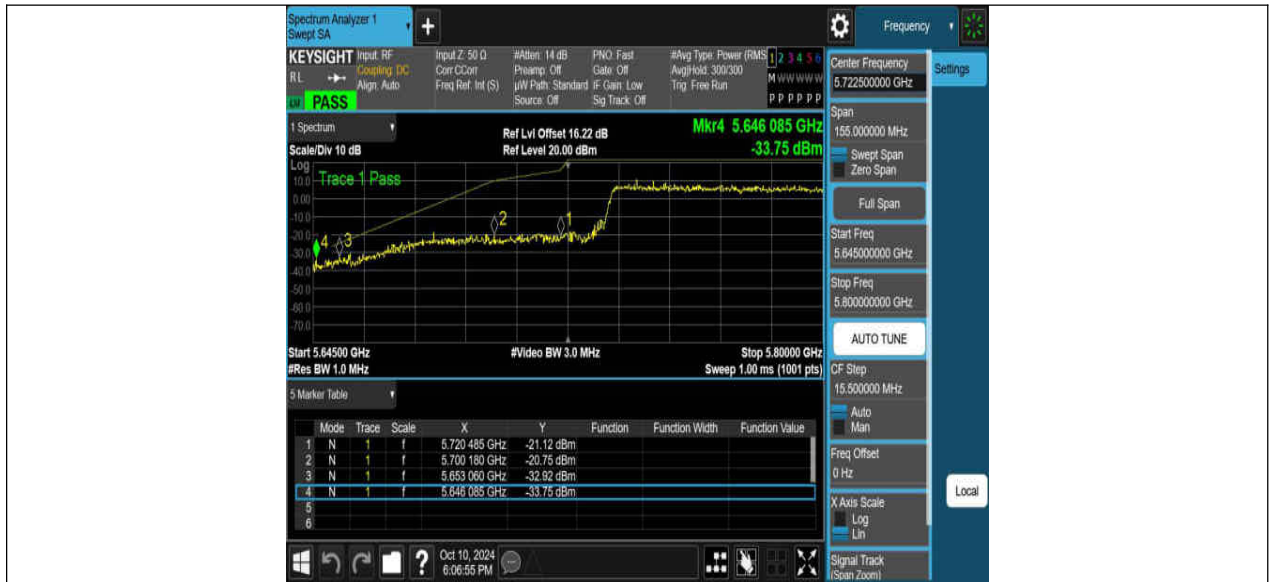 Spectrum Analyzer 1
Swept SA
+
Frequency
KEYSIGHT
RL
PASS
Input: RF
Coupling: DC
Align: Auto
Input Z: 50 Ω
Corr CCorr
Freq Ref: Int (S)
#Atten: 14 dB
Preamp: Off
µW Path: Standard
Source: Off
PNO: Fast
Gate: Off
IF Gain: Low
Sig Track: Off
#Avg Type: Power (RMS
Avg|Hold: 300/300
Trig: Free Run
1 2 3 4 5 6
M W W W W W
P P P P P P
1 Spectrum
Scale/Div 10 dB
Ref Lvl Offset 16.22 dB
Ref Level 20.00 dBm
Mkr4 5.646 085 GHz
-33.75 dBm
Log
Trace 1 Pass
10.0
0.00
-10.0
-20.0
-30.0
-40.0
-50.0
-60.0
-70.0
4
3
2
1
Start 5.64500 GHz
#Video BW 3.0 MHz
Stop 5.80000 GHz
#Res BW 1.0 MHz
Sweep 1.00 ms (1001 pts)
5 Marker Table
Mode Trace Scale X Y Function Function Width Function Value
1 N 1 f 5.720 485 GHz -21.12 dBm
2 N 1 f 5.700 180 GHz -20.75 dBm
3 N 1 f 5.653 060 GHz -32.92 dBm
4 N 1 f 5.646 085 GHz -33.75 dBm
5
6
?
Oct 10, 2024
6:06:55 PM
Center Frequency
5.722500000 GHz
Settings
Span
155.000000 MHz
Swept Span
Zero Span
Full Span
Start Freq
5.645000000 GHz
Stop Freq
5.800000000 GHz
AUTO TUNE
CF Step
15.500000 MHz
Auto
Man
Freq Offset
0 Hz
X Axis Scale
Log
Lin
Signal Track
(Span Zoom)
Local